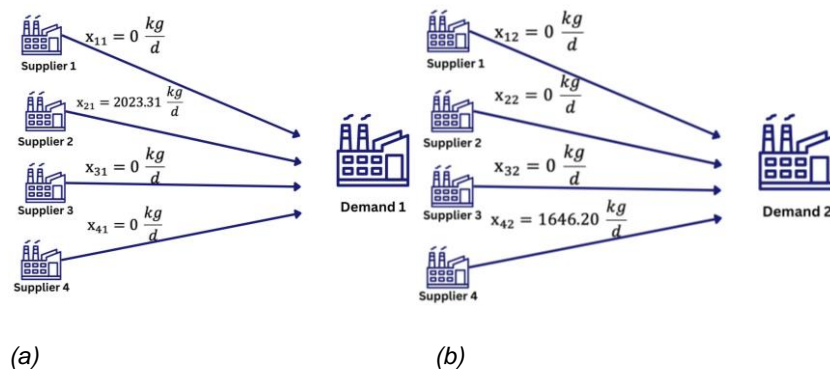 x₁₁ = 0 kg/d
Supplier 1
x₂₁ = 2023.31 kg/d
Supplier 2
x₃₁ = 0 kg/d
Supplier 3
x₄₁ = 0 kg/d
Supplier 4
Demand 1
x₁₂ = 0 kg/d
Supplier 1
x₂₂ = 0 kg/d
Supplier 2
x₃₂ = 0 kg/d
Supplier 3
x₄₂ = 1646.20 kg/d
Supplier 4
Demand 2
(a)
(b)